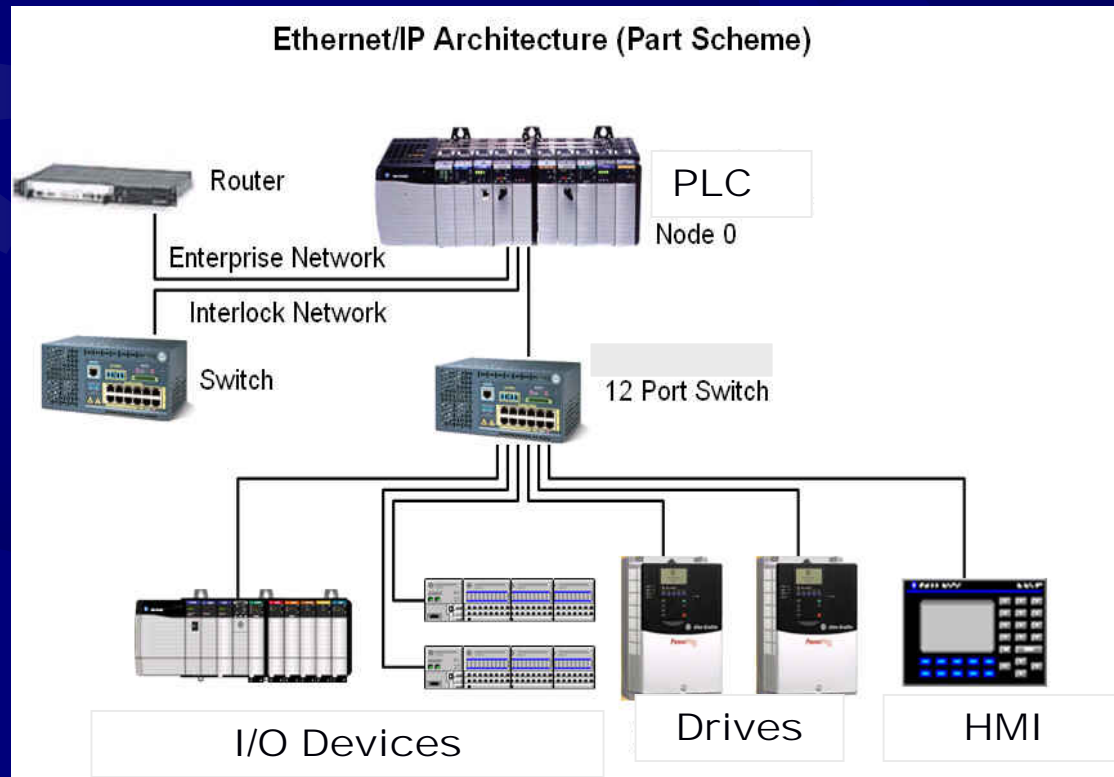 Ethernet/IP Architecture (Part Scheme)
Router
PLC
Node 0
Enterprise Network
Interlock Network
Switch
12 Port Switch
I/O Devices
Drives
HMI